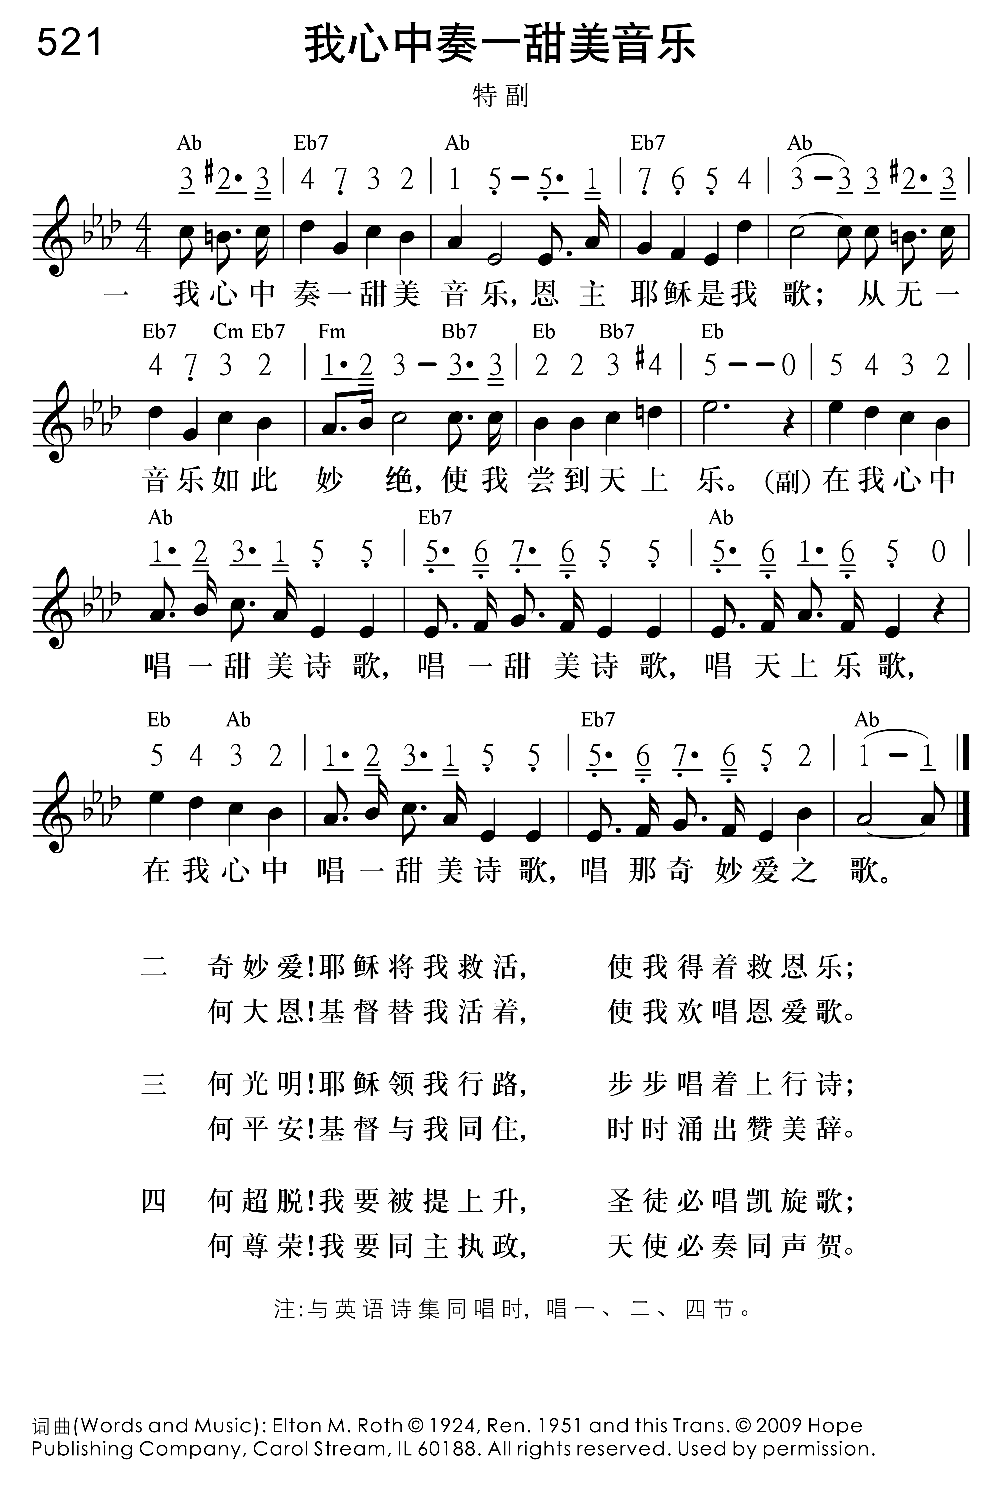 521 我心中奏一甜美音乐
特副
Ab Eb7 Ab Eb7 Ab
3 #2• 3 | 4 7 3 2 | 1 5 – 5• 1 | 7 6 5 4 | 3 – 3 3 #2• 3 |
4 4
一 我心中奏一甜美音乐,恩主耶稣是我歌;从无一
Eb7 Cm Eb7 Fm Bb7 Eb Bb7 Eb
4 7 3 2 | 1• 2 3 – 3• 3 | 2 2 3 #4 | 5 – – 0 | 5 4 3 2 |
音乐如此妙绝,使我尝到天上乐。(副)在我心中
Ab Eb7 Ab
1• 2 3• 1 5 5 | 5• 6 7• 6 5 5 | 5• 6 1• 6 5 0 |
唱一甜美诗歌,唱一甜美诗歌,唱天上乐歌,
Eb Ab Eb7 Ab
5 4 3 2 | 1• 2 3• 1 5 5 | 5• 6 7• 6 5 2 | 1 – 1 ‖
在我心中唱一甜美诗歌,唱那奇妙爱之歌。
二 奇妙爱!耶稣将我救活, 使我得着救恩乐;
何大恩!基督替我活着, 使我欢唱恩爱歌。
三 何光明!耶稣领我行路, 步步唱着上行诗;
何平安!基督与我同住, 时时涌出赞美辞。
四 何超脱!我要被提上升, 圣徒必唱凯旋歌;
何尊荣!我要同主执政, 天使必奏同声贺。
注:与英语诗集同唱时, 唱一、二、四节。
词曲(Words and Music): Elton M. Roth © 1924, Ren. 1951 and this Trans. © 2009 Hope
Publishing Company, Carol Stream, IL 60188. All rights reserved. Used by permission.